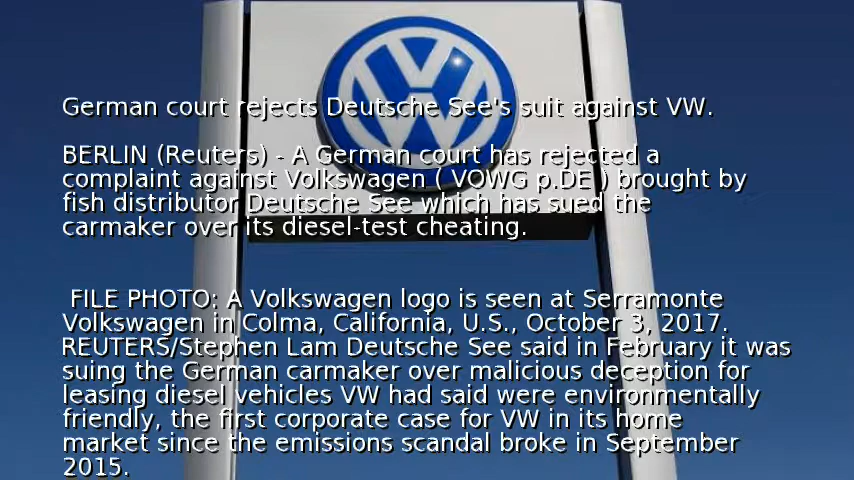 German court rejects Deutsche See's suit against VW.
BERLIN (Reuters) - A German court has rejected a
complaint against Volkswagen ( VOWG p.DE ) brought by
fish distributor Deutsche See which has sued the
carmaker over its diesel-test cheating.
FILE PHOTO: A Volkswagen logo is seen at Serramonte
Volkswagen in Colma, California, U.S., October 3, 2017.
REUTERS/Stephen Lam Deutsche See said in February it was
suing the German carmaker over malicious deception for
leasing diesel vehicles VW had said were environmentally
friendly, the first corporate case for VW in its home
market since the emissions scandal broke in September
2015.